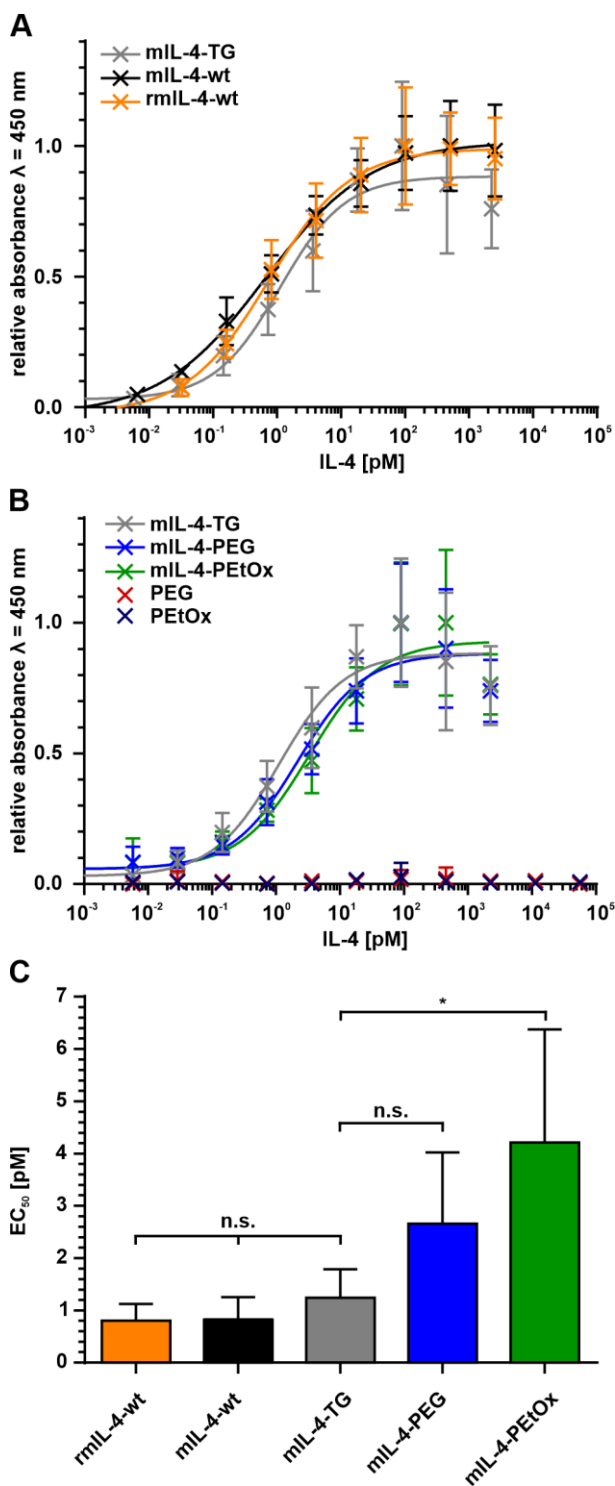 A
mIL-4-TG
mIL-4-wt
rmIL-4-wt
relative absorbance λ = 450 nm
1.0
0.5
0.0
10⁻³ 10⁻² 10⁻¹ 10⁰ 10¹ 10² 10³ 10⁴ 10⁵
IL-4 [pM]
B
mIL-4-TG
mIL-4-PEG
mIL-4-PEtOx
PEG
PEtOx
relative absorbance λ = 450 nm
1.0
0.5
0.0
10⁻³ 10⁻² 10⁻¹ 10⁰ 10¹ 10² 10³ 10⁴ 10⁵
IL-4 [pM]
C
EC₅₀ [pM]
7
6
5
4
3
2
1
0
*
n.s.
n.s.
rmIL-4-wt
mIL-4-wt
mIL-4-TG
mIL-4-PEG
mIL-4-PEtOx